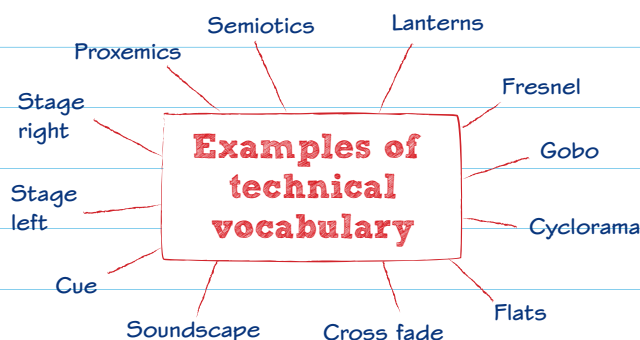 Semiotics
Lanterns
Proxemics
Fresnel
Stage
right
Examples of
technical
vocabulary
Gobo
Stage
left
Cyclorama
Cue
Flats
Soundscape
Cross fade